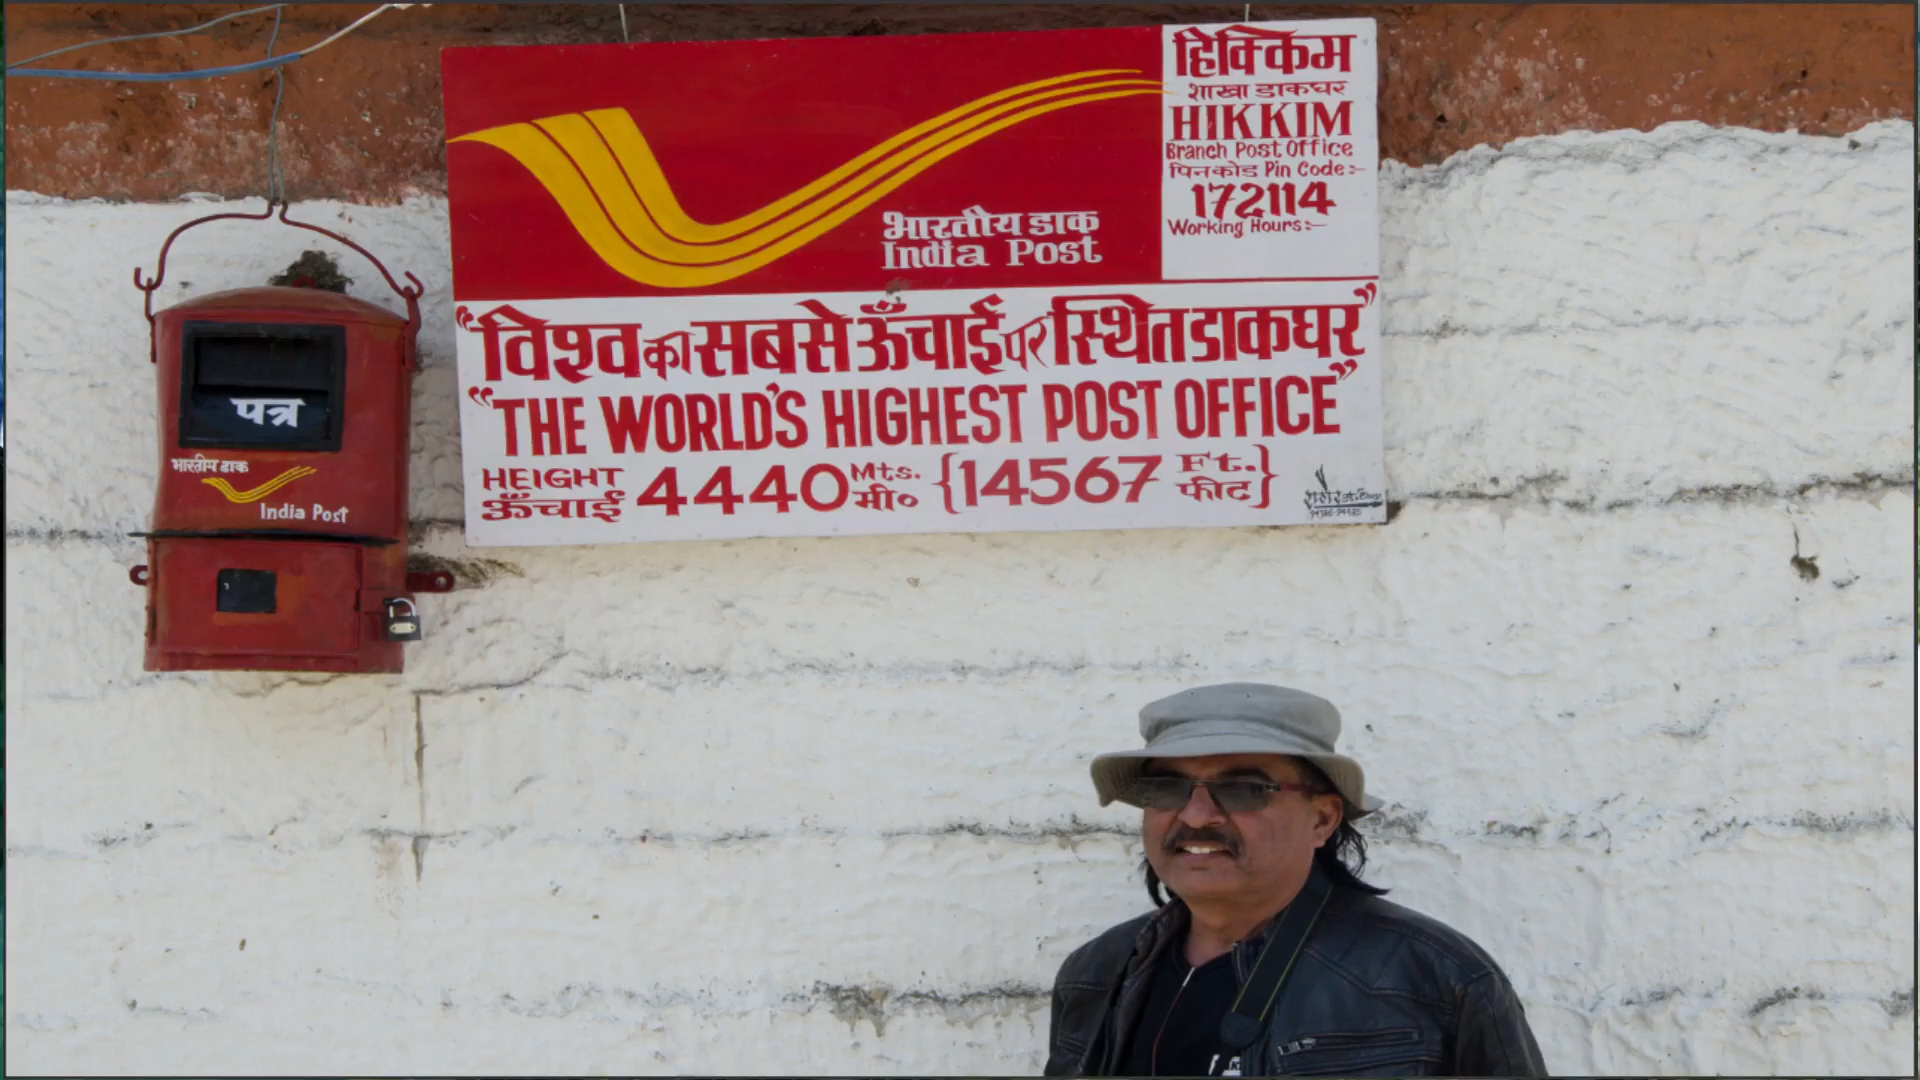 हिक्किम
शाखा डाकघर
HIKKIM
Branch Post Office
पिनकोड Pin Code:-
172114
Working Hours:-
भारतीय डाक
India Post
“विश्व का सबसे ऊँचाई पर स्थित डाकघर”
“THE WORLD'S HIGHEST POST OFFICE”
HEIGHT 4440 Mts. {14567 Ft.}
ऊँचाई मी० फीट
पत्र
भारतीय डाक
India Post